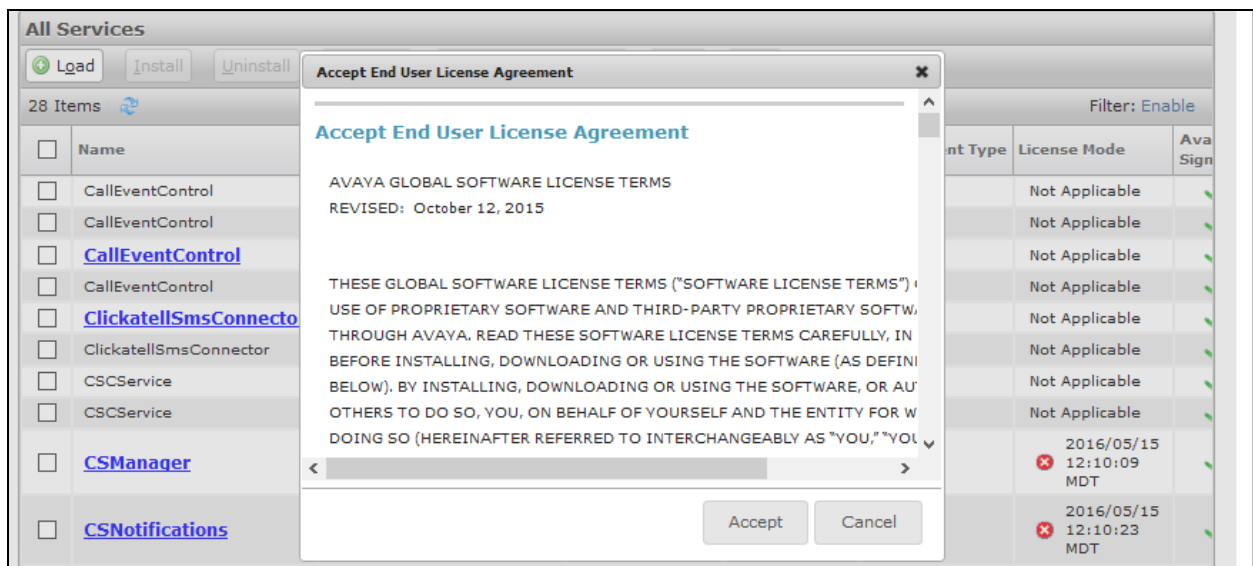 All Services
Load Install Uninstall
28 Items
Filter: Enable
Name
nt Type License Mode
Ava
Sign
CallEventControl Not Applicable
CallEventControl Not Applicable
CallEventControl Not Applicable
CallEventControl Not Applicable
ClickatellSmsConnecto Not Applicable
ClickatellSmsConnector Not Applicable
CSCService Not Applicable
CSCService Not Applicable
CSManager
2016/05/15
12:10:09
MDT
CSNotifications
2016/05/15
12:10:23
MDT
Accept End User License Agreement
Accept End User License Agreement
AVAYA GLOBAL SOFTWARE LICENSE TERMS
REVISED: October 12, 2015
THESE GLOBAL SOFTWARE LICENSE TERMS ("SOFTWARE LICENSE TERMS")
USE OF PROPRIETARY SOFTWARE AND THIRD-PARTY PROPRIETARY SOFTW
THROUGH AVAYA. READ THESE SOFTWARE LICENSE TERMS CAREFULLY, IN
BEFORE INSTALLING, DOWNLOADING OR USING THE SOFTWARE (AS DEFIN
BELOW). BY INSTALLING, DOWNLOADING OR USING THE SOFTWARE, OR AU
OTHERS TO DO SO, YOU, ON BEHALF OF YOURSELF AND THE ENTITY FOR W
DOING SO (HEREINAFTER REFERRED TO INTERCHANGEABLY AS "YOU," "YOU
Accept Cancel